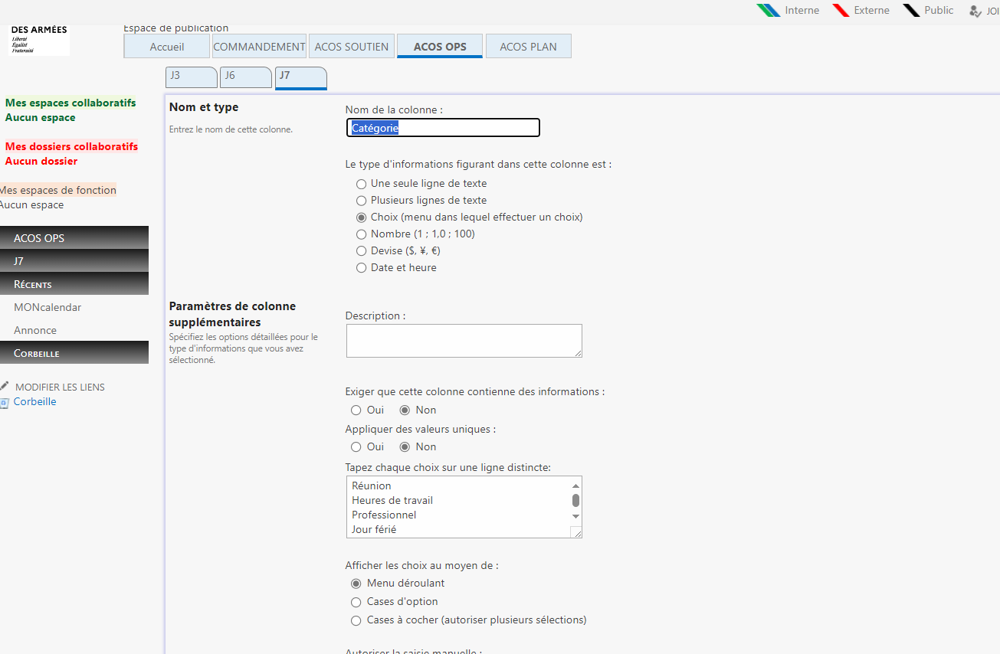 Interne
Externe
Public
JOI
DES ARMÉES
Liberté
Égalité
Fraternité
Espace de publication
Accueil
COMMANDEMENT
ACOS SOUTIEN
ACOS OPS
ACOS PLAN
J3
J6
J7
Mes espaces collaboratifs
Aucun espace
Mes dossiers collaboratifs
Aucun dossier
Mes espaces de fonction
Aucun espace
ACOS OPS
J7
Récents
MONcalendar
Annonce
Corbeille
MODIFIER LES LIENS
Corbeille
Nom et type
Entrez le nom de cette colonne.
Nom de la colonne :
Catégorie
Le type d'informations figurant dans cette colonne est :
Une seule ligne de texte
Plusieurs lignes de texte
Choix (menu dans lequel effectuer un choix)
Nombre (1 ; 1,0 ; 100)
Devise ($, ¥, €)
Date et heure
Paramètres de colonne
supplémentaires
Spécifiez les options détaillées pour le
type d'informations que vous avez
sélectionné.
Description :
Exiger que cette colonne contienne des informations :
Oui Non
Appliquer des valeurs uniques :
Oui Non
Tapez chaque choix sur une ligne distincte:
Réunion
Heures de travail
Professionnel
Jour férié
Afficher les choix au moyen de :
Menu déroulant
Cases d'option
Cases à cocher (autoriser plusieurs sélections)
Autoriser la saisie manuelle :